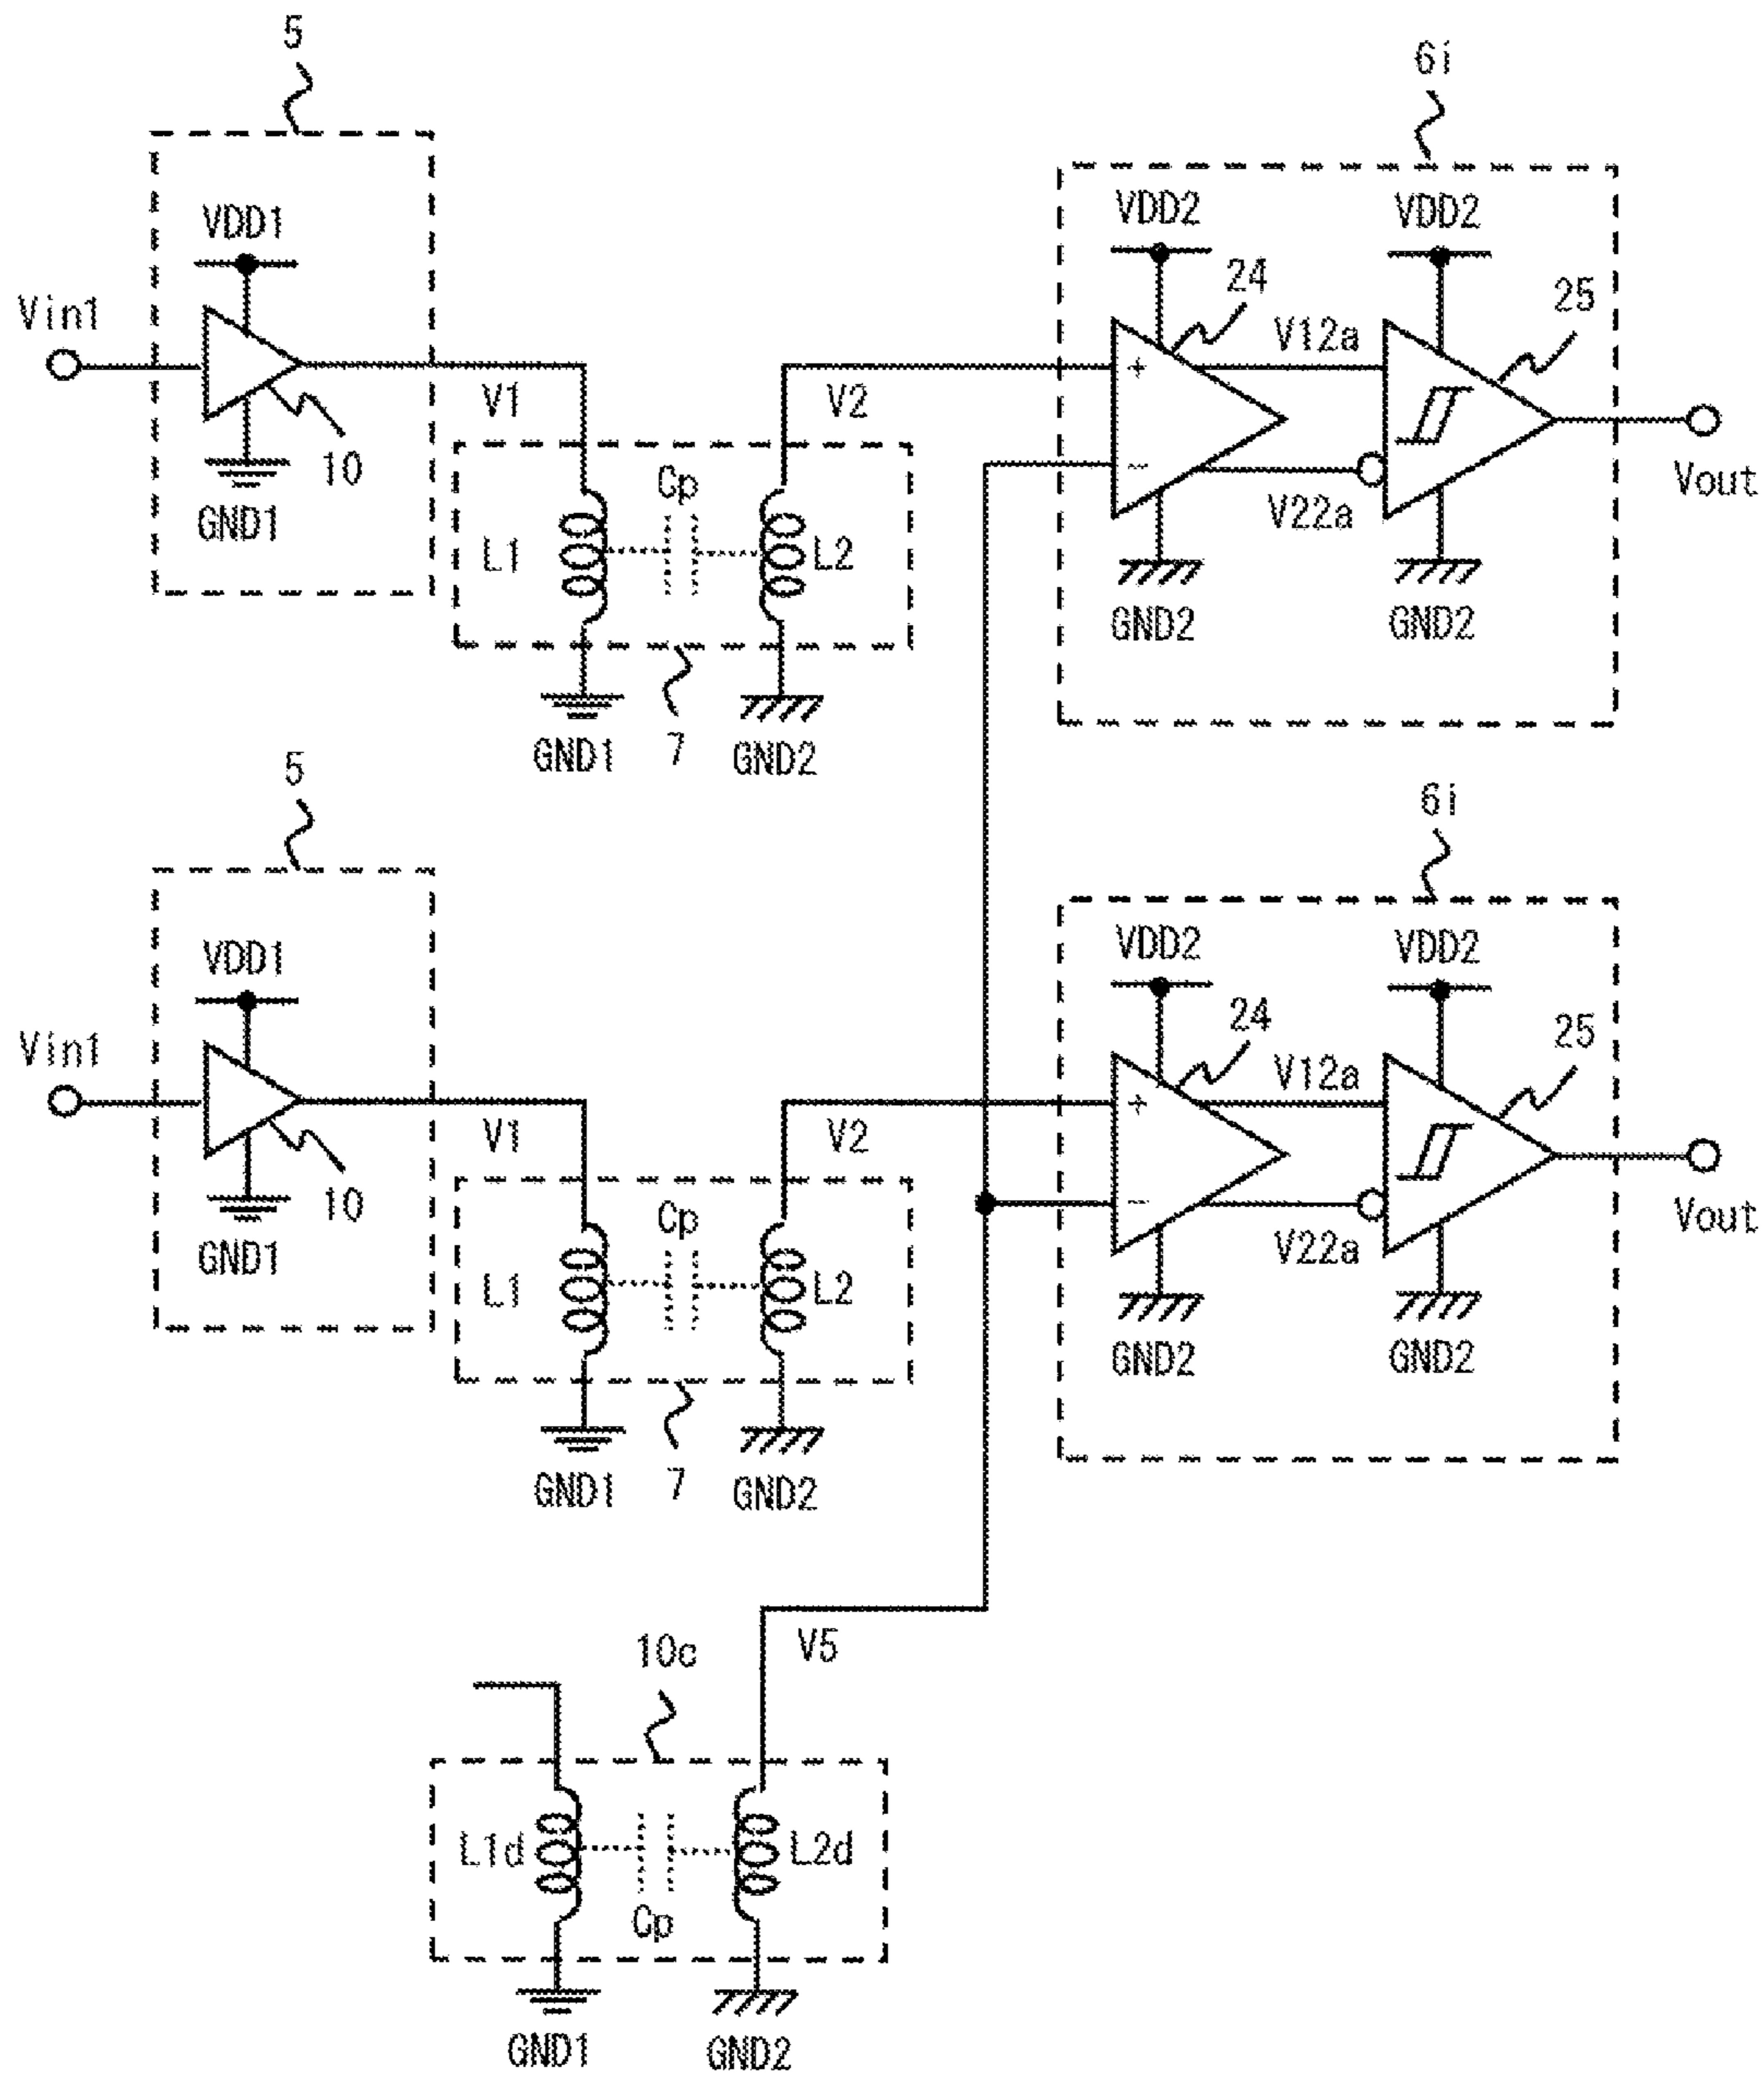 5
6i
VDD1
VDD2
VDD2
24
25
Vin1
V12a
+
V1
V2
10
Cp
−
V22a
Vout
GND1
L1
L2
GND2
GND2
GND1
7
GND2
5
6i
VDD1
VDD2
VDD2
24
25
Vin1
V12a
+
V1
V2
10
Cp
−
V22a
Vout
GND1
L1
L2
GND2
GND2
GND1
7
GND2
10c
V5
L1d
L2d
Cp
GND1
GND2